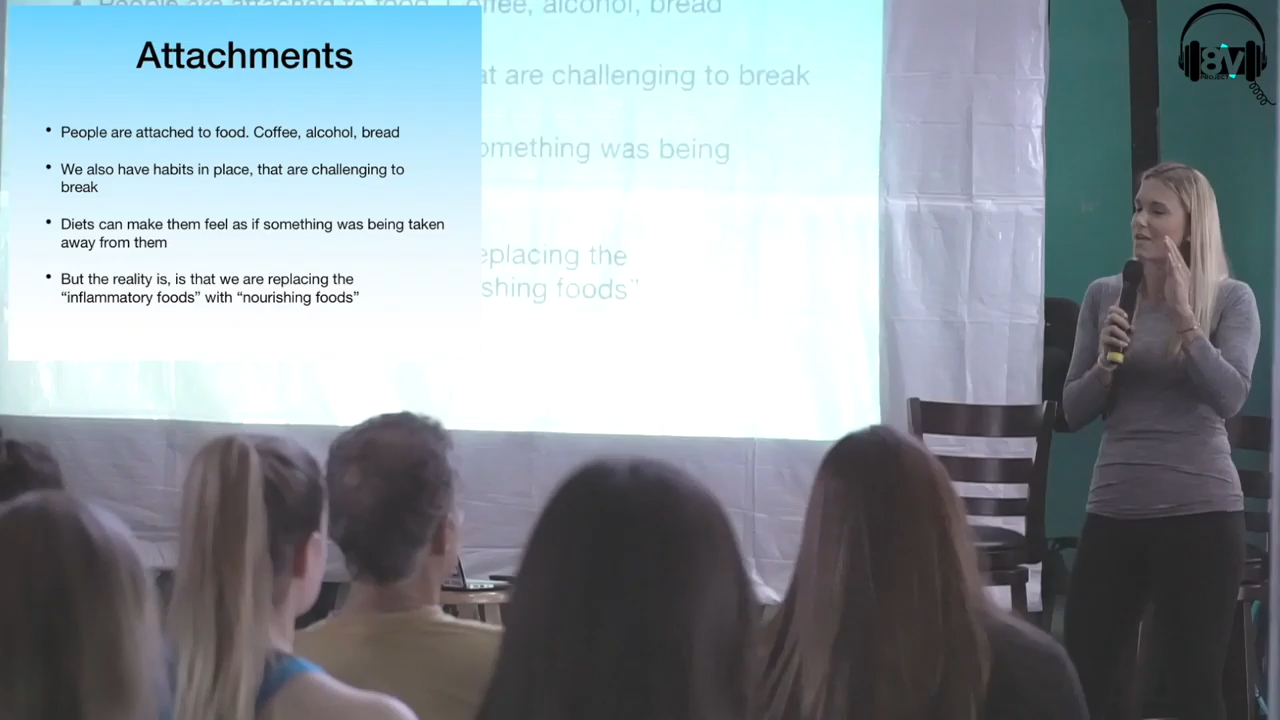 Attachments
• People are attached to food. Coffee, alcohol, bread
• We also have habits in place, that are challenging to
break
• Diets can make them feel as if something was being taken
away from them
• But the reality is, is that we are replacing the
“inflammatory foods” with “nourishing foods”
People are attached to food. Coffee, alcohol, bread
at are challenging to break
omething was being
eplacing the
shing foods”
8V
PROJECT